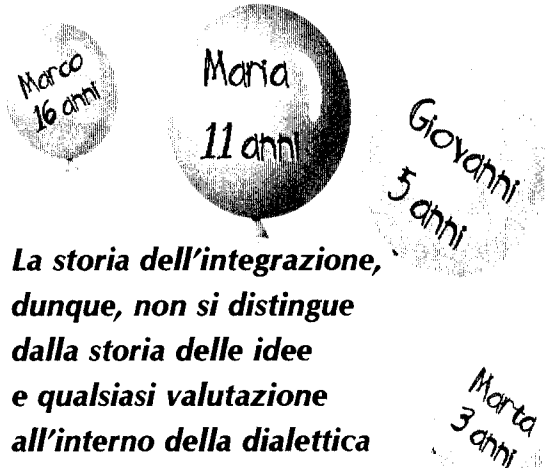 Marco
16 anni
Maria
11 anni
Giovanni
5 anni
La storia dell'integrazione,
dunque, non si distingue
dalla storia delle idee
e qualsiasi valutazione
all'interno della dialettica
Marta
3 anni